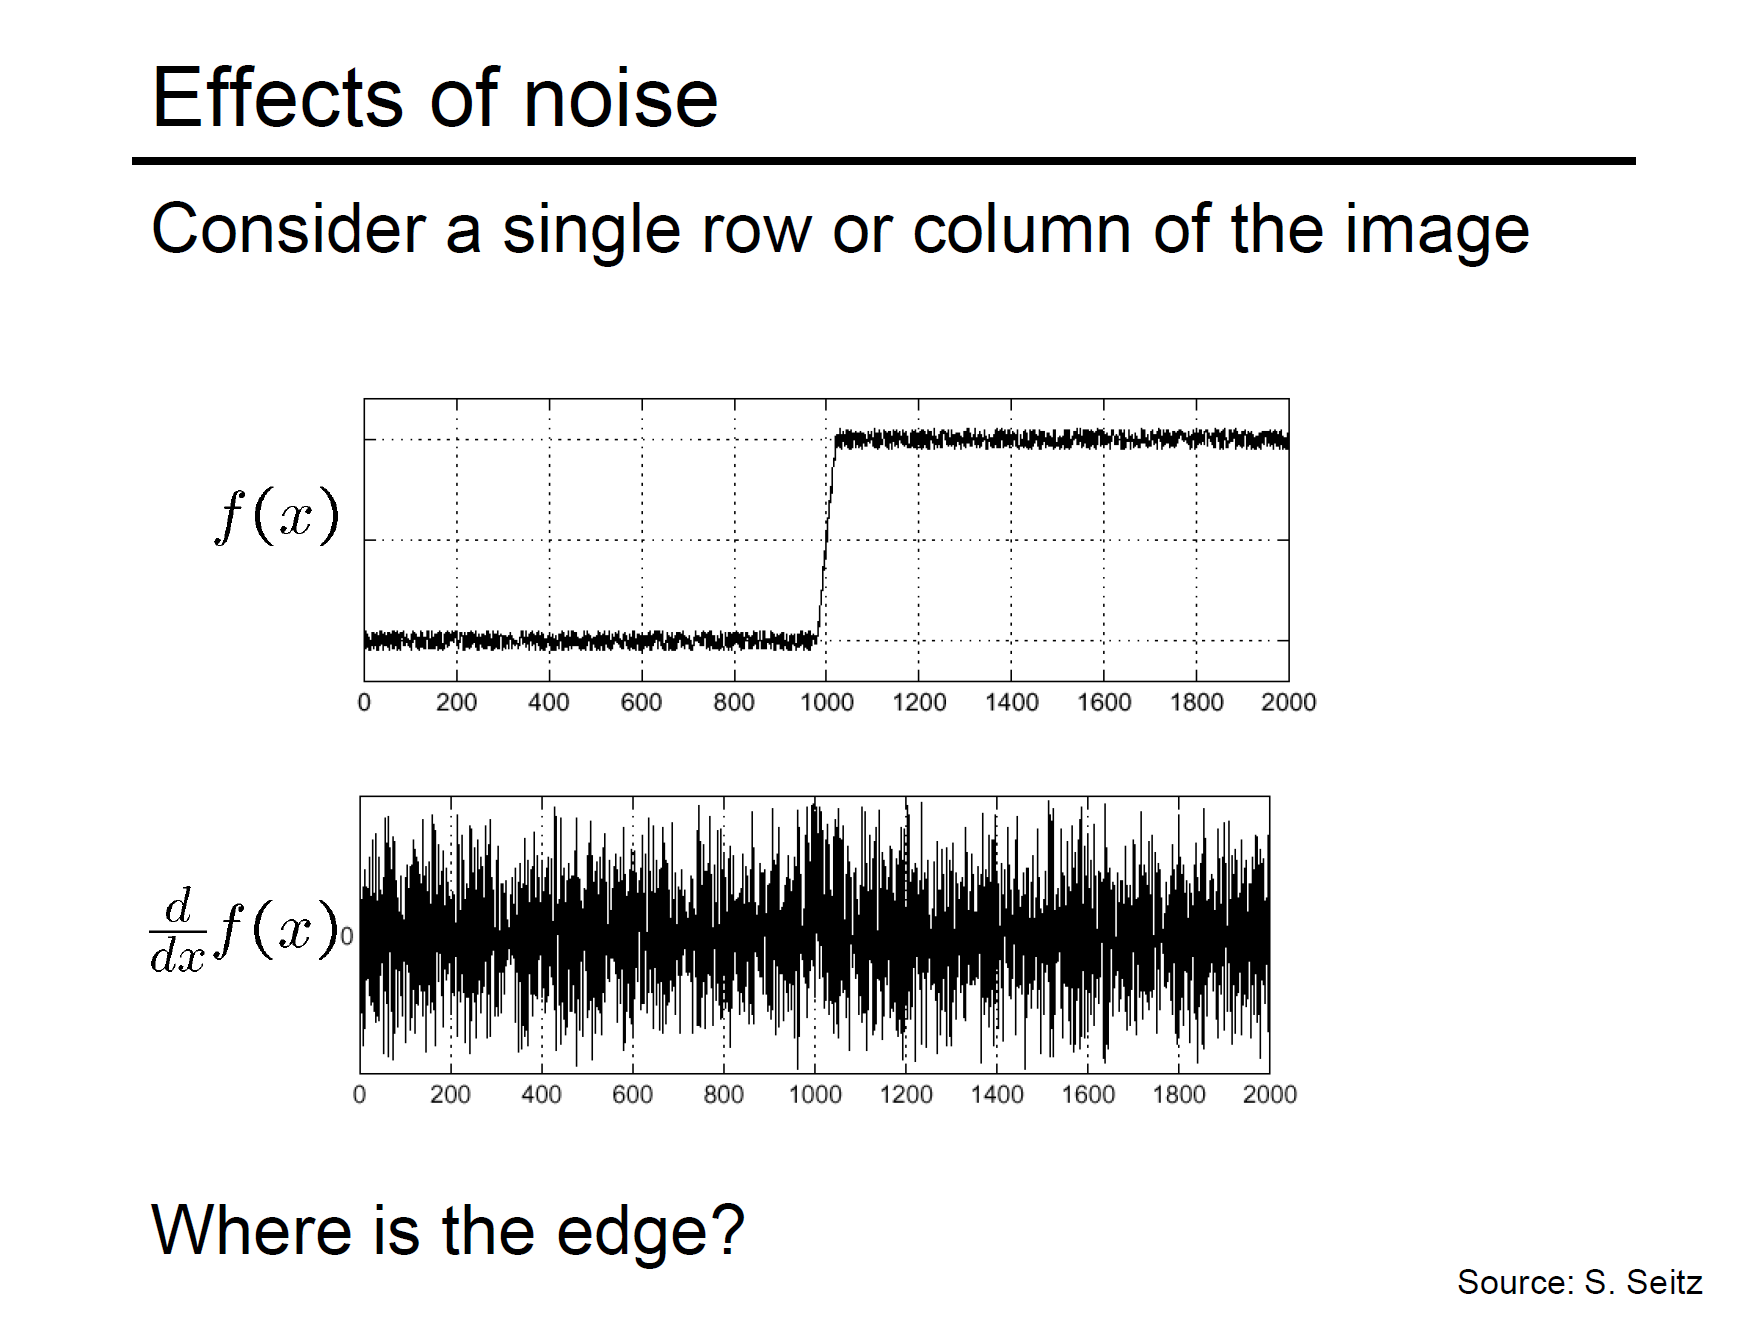 Effects of noise
Consider a single row or column of the image
f(x)
0 200 400 600 800 1000 1200 1400 1600 1800 2000
d/dx f(x)
0
0 200 400 600 800 1000 1200 1400 1600 1800 2000
Where is the edge?
Source: S. Seitz